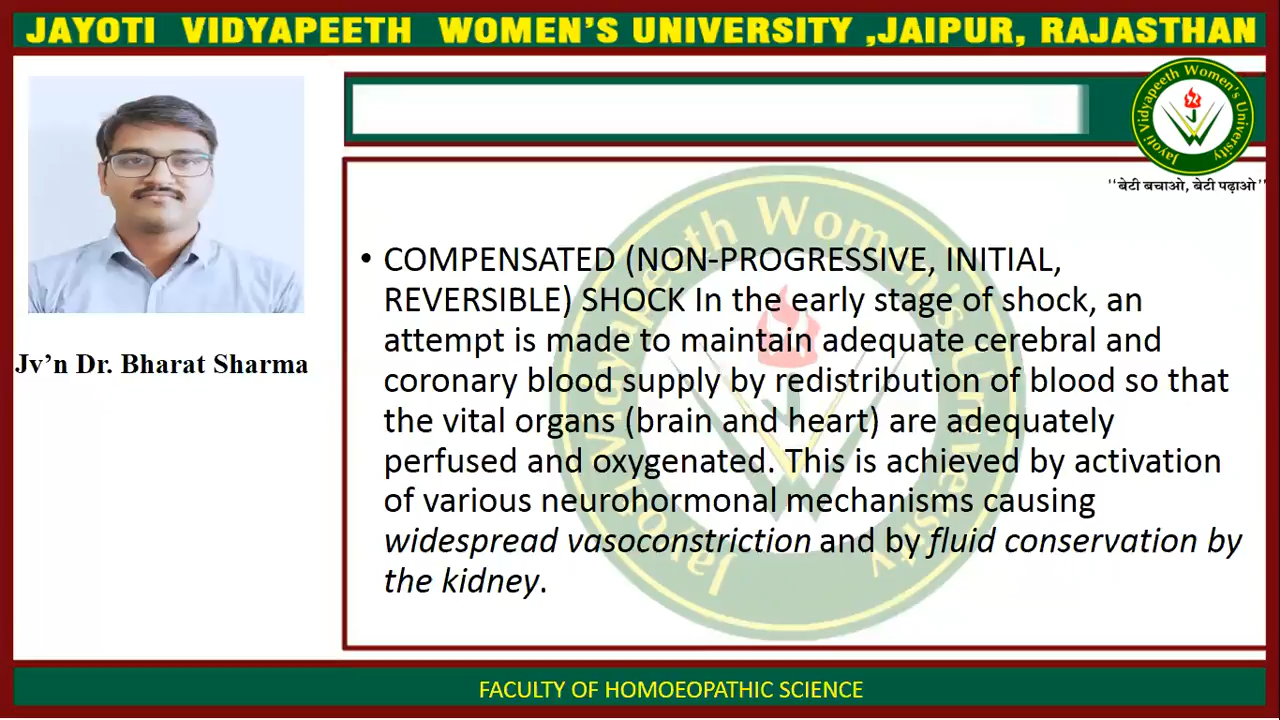 JAYOTI VIDYAPEETH WOMEN'S UNIVERSITY ,JAIPUR, RAJASTHAN
Jayoti Vidyapeeth Women's University
"बेटी बचाओ, बेटी पढ़ाओ"
Jv'n Dr. Bharat Sharma
Jayoti Vidyapeeth Women's University
• COMPENSATED (NON-PROGRESSIVE, INITIAL,
REVERSIBLE) SHOCK In the early stage of shock, an
attempt is made to maintain adequate cerebral and
coronary blood supply by redistribution of blood so that
the vital organs (brain and heart) are adequately
perfused and oxygenated. This is achieved by activation
of various neurohormonal mechanisms causing
widespread vasoconstriction and by fluid conservation by
the kidney.
FACULTY OF HOMOEOPATHIC SCIENCE